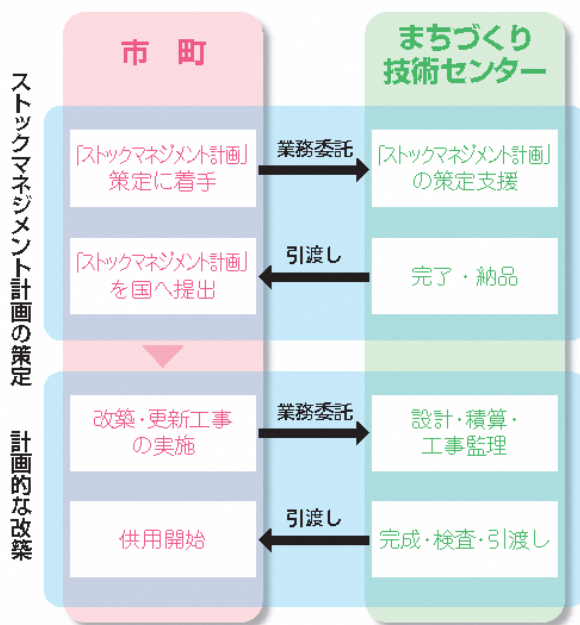 市 町
まちづくり
技術センター
ストックマネジメント計画の策定
「ストックマネジメント計画」
策定に着手
業務委託
「ストックマネジメント計画」
の策定支援
「ストックマネジメント計画」
を国へ提出
引渡し
完了・納品
計画的な改築
改築・更新工事
の実施
業務委託
設計・積算・
工事監理
供用開始
引渡し
完成・検査・引渡し